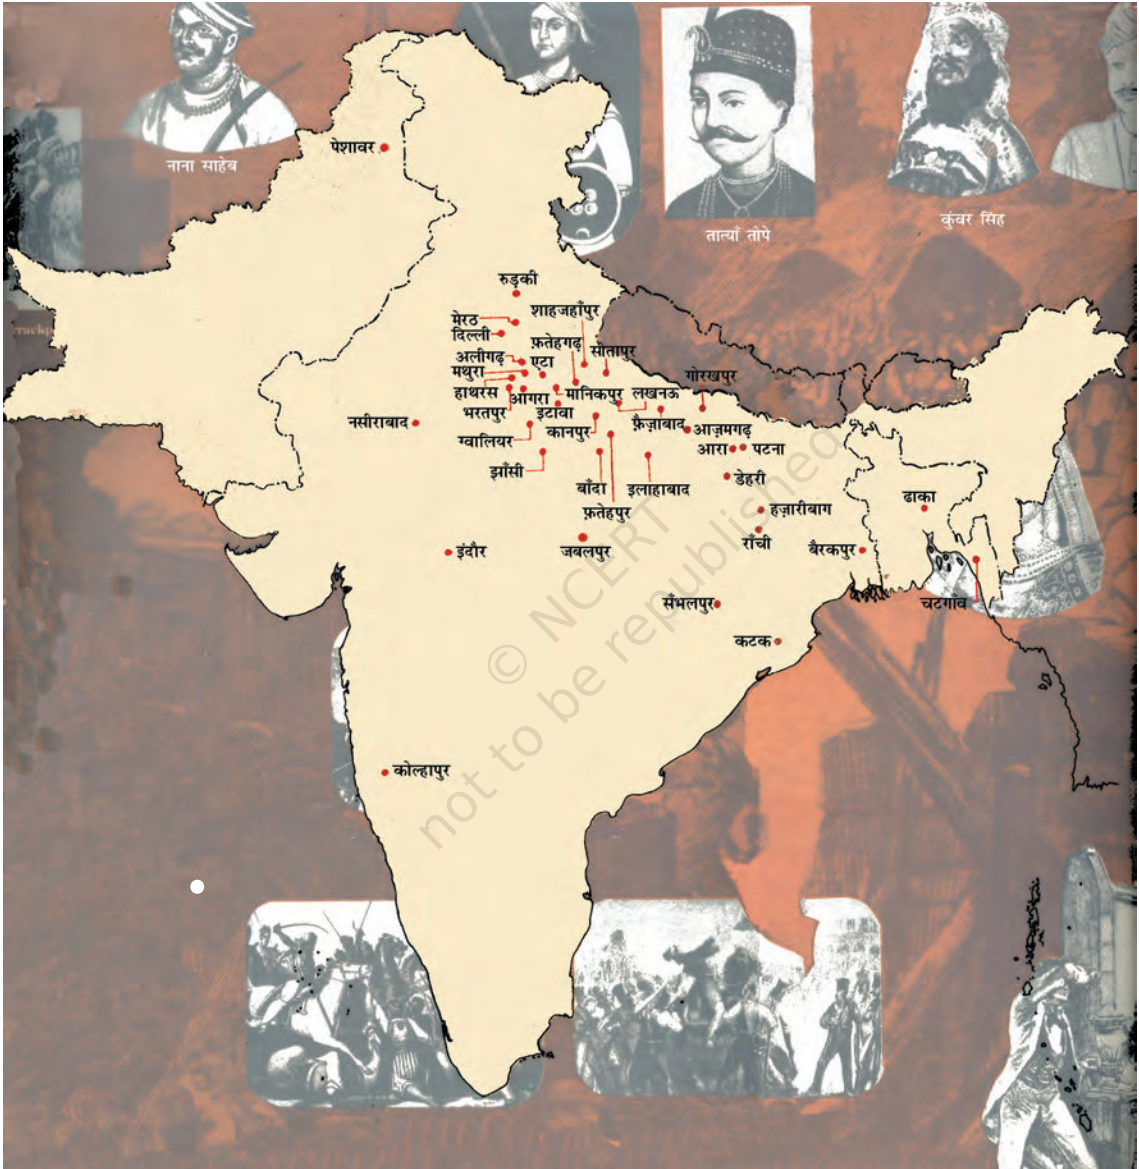 नाना साहेब
तात्याँ तोपे
कुंवर सिंह
पेशावर
रुड़की
मेरठ
शाहजहाँपुर
दिल्ली
फ़तेहगढ़
सीतापुर
अलीगढ़
एटा
मथुरा
गोरखपुर
हाथरस
आगरा
मानिकपुर
लखनऊ
भरतपुर
इटावा
नसीराबाद
कानपुर
फ़ैज़ाबाद
आज़मगढ़
ग्वालियर
आरा
पटना
झाँसी
डेहरी
बाँदा
इलाहाबाद
ढाका
फ़तेहपुर
हज़ारीबाग
राँची
इंदौर
जबलपुर
बैरकपुर
सँभलपुर
चटगाँव
कटक
कोल्हापुर
© NCERT
not to be republished